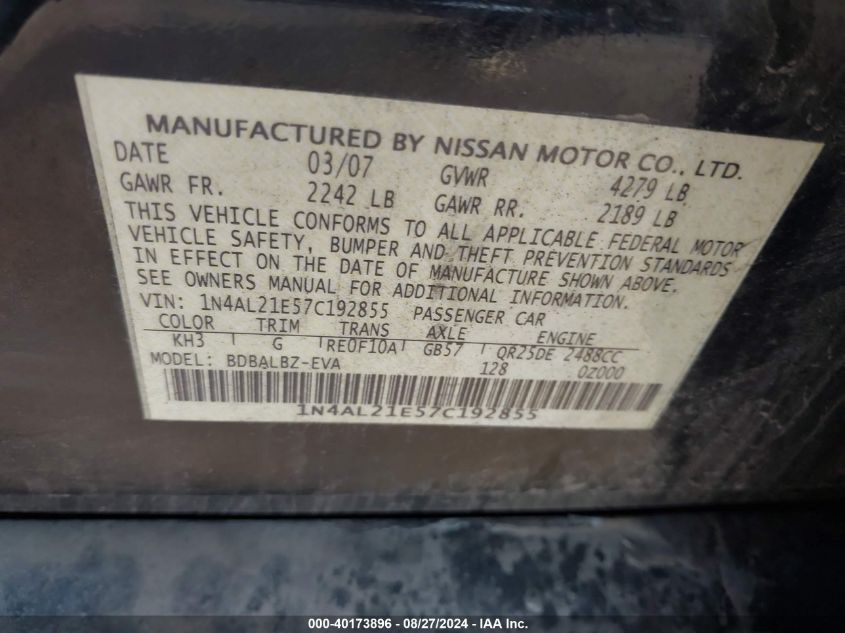 MANUFACTURED BY NISSAN MOTOR CO., LTD.
DATE 03/07 GVWR 4279 LB
GAWR FR. 2242 LB GAWR RR. 2189 LB
THIS VEHICLE CONFORMS TO ALL APPLICABLE FEDERAL MOTOR
VEHICLE SAFETY, BUMPER AND THEFT PREVENTION STANDARDS
IN EFFECT ON THE DATE OF MANUFACTURE SHOWN ABOVE.
SEE OWNERS MANUAL FOR ADDITIONAL INFORMATION.
VIN: 1N4AL21E57C192855 PASSENGER CAR
COLOR TRIM TRANS AXLE ENGINE
KH3 G RE0F10A GB57 QR25DE 2488CC
MODEL: BDBALBZ-EVA 128 0Z000
1N4AL21E57C192855
000-40173896 - 08/27/2024 - IAA Inc.